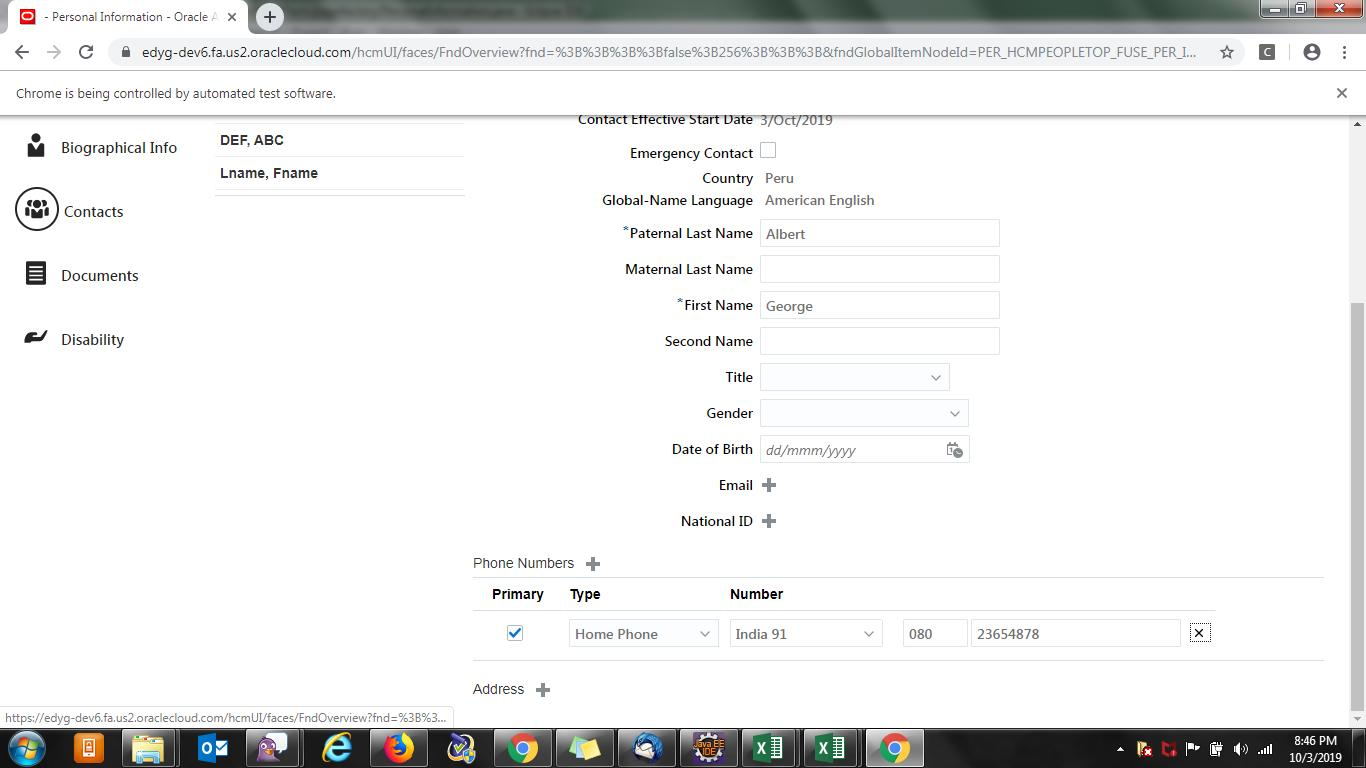 - Personal Information - Oracle A
edyg-dev6.fa.us2.oraclecloud.com/hcmUI/faces/FndOverview?fnd=%3B%3B%3B%3Bfalse%3B256%3B%3B%3B&fndGlobalItemNodeId=PER_HCMPEOPLETOP_FUSE_PER_I...
Chrome is being controlled by automated test software.
Biographical Info
Contacts
Documents
Disability
DEF, ABC
Lname, Fname
Contact Effective Start Date 3/Oct/2019
Emergency Contact
Country Peru
Global-Name Language American English
*Paternal Last Name Albert
Maternal Last Name
*First Name George
Second Name
Title
Gender
Date of Birth dd/mmm/yyyy
Email
National ID
Phone Numbers
Primary Type Number
Home Phone India 91 080 23654878
Address
https://edyg-dev6.fa.us2.oraclecloud.com/hcmUI/faces/FndOverview?fnd=%3B%3...
Java EE
IDE
8:46 PM
10/3/2019